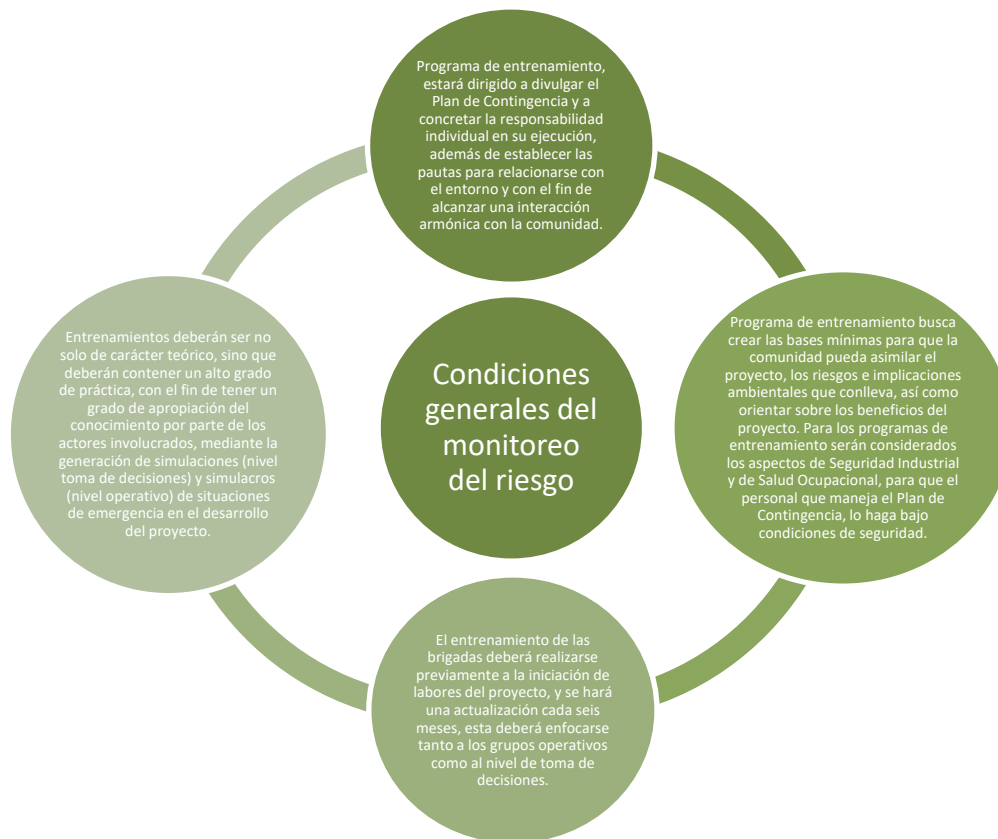 Programa de entrenamiento,
estará dirigido a divulgar el
Plan de Contingencia y a
concretar la responsabilidad
individual en su ejecución,
además de establecer las
pautas para relacionarse con
el entorno y con el fin de
alcanzar una interacción
armónica con la comunidad.
Condiciones
generales del
monitoreo
del riesgo
Programa de entrenamiento busca
crear las bases mínimas para que la
comunidad pueda asimilar el
proyecto, los riesgos e implicaciones
ambientales que conlleva, así como
orientar sobre los beneficios del
proyecto. Para los programas de
entrenamiento serán considerados
los aspectos de Seguridad Industrial
y de Salud Ocupacional, para que el
personal que maneja el Plan de
Contingencia, lo haga bajo
condiciones de seguridad.
El entrenamiento de las
brigadas deberá realizarse
previamente a la iniciación de
labores del proyecto, y se hará
una actualización cada seis
meses, esta deberá enfocarse
tanto a los grupos operativos
como al nivel de toma de
decisiones.
Entrenamientos deberán ser no
solo de carácter teórico, sino que
deberán contener un alto grado
de práctica, con el fin de tener un
grado de apropiación del
conocimiento por parte de los
actores involucrados, mediante la
generación de simulaciones (nivel
toma de decisiones) y simulacros
(nivel operativo) de situaciones
de emergencia en el desarrollo
del proyecto.